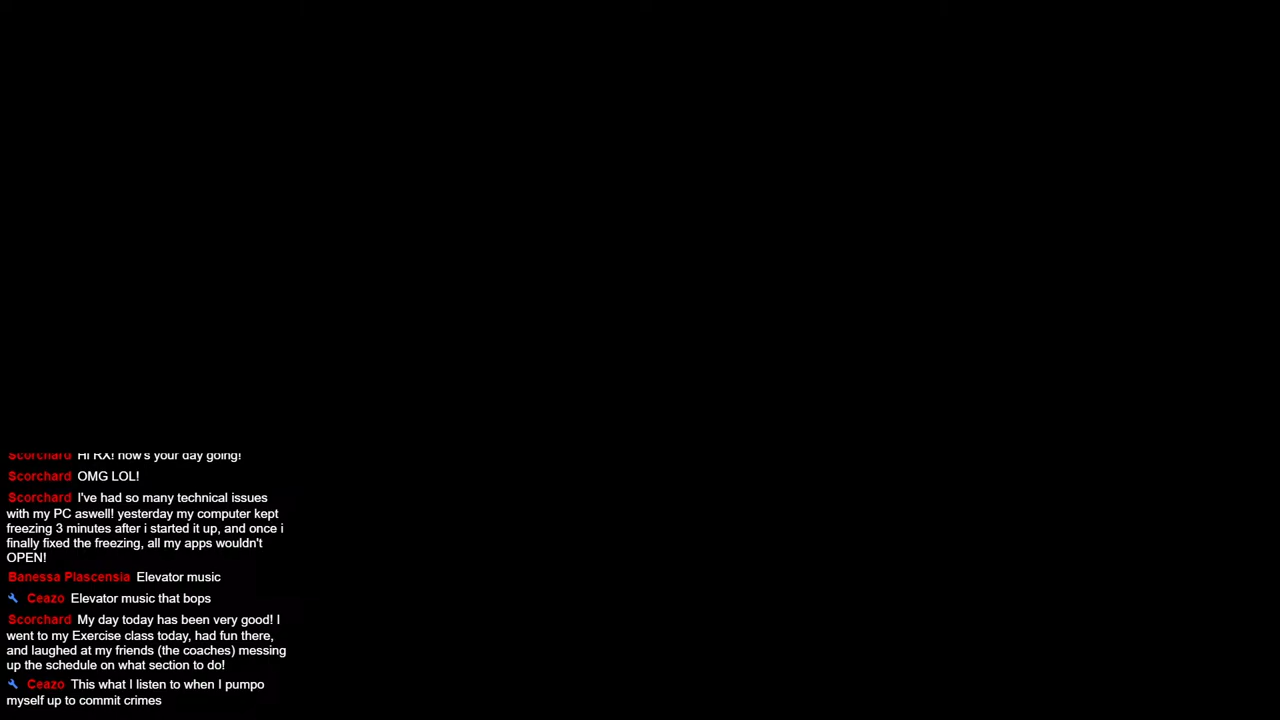 Scorchard Hi RX! how's your day going!
Scorchard OMG LOL!
Scorchard I've had so many technical issues
with my PC aswell! yesterday my computer kept
freezing 3 minutes after i started it up, and once i
finally fixed the freezing, all my apps wouldn't
OPEN!
Banessa Plascensia Elevator music
Ceazo Elevator music that bops
Scorchard My day today has been very good! I
went to my Exercise class today, had fun there,
and laughed at my friends (the coaches) messing
up the schedule on what section to do!
Ceazo This what I listen to when I pumpo
myself up to commit crimes